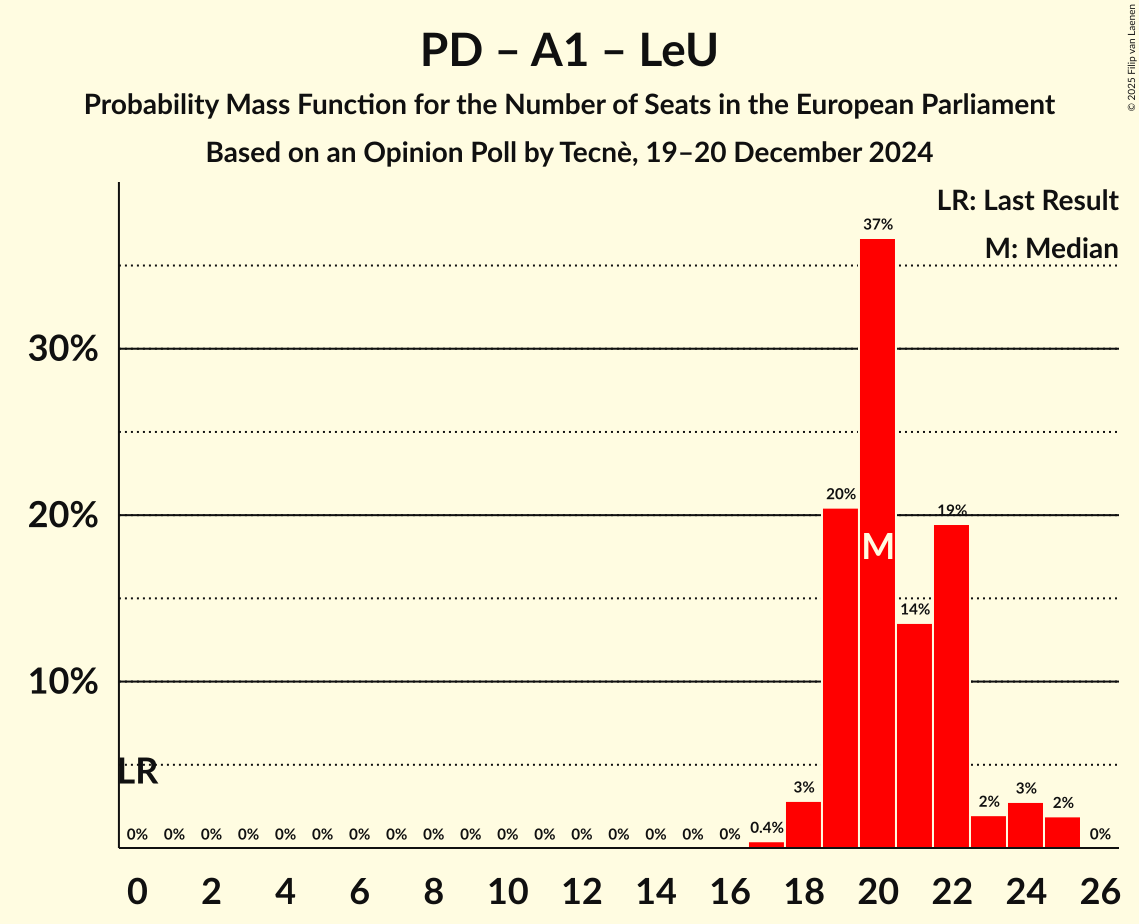 PD – A1 – LeU
Probability Mass Function for the Number of Seats in the European Parliament
Based on an Opinion Poll by Tecnè, 19–20 December 2024
© 2025 Filip van Laenen
LR: Last Result
M: Median
30%
20%
10%
37%
20%
19%
14%
M
LR
0% 0% 0% 0% 0% 0% 0% 0% 0% 0% 0% 0% 0% 0% 0% 0% 0% 0.4% 3% 2% 3% 2% 0%
0 2 4 6 8 10 12 14 16 18 20 22 24 26